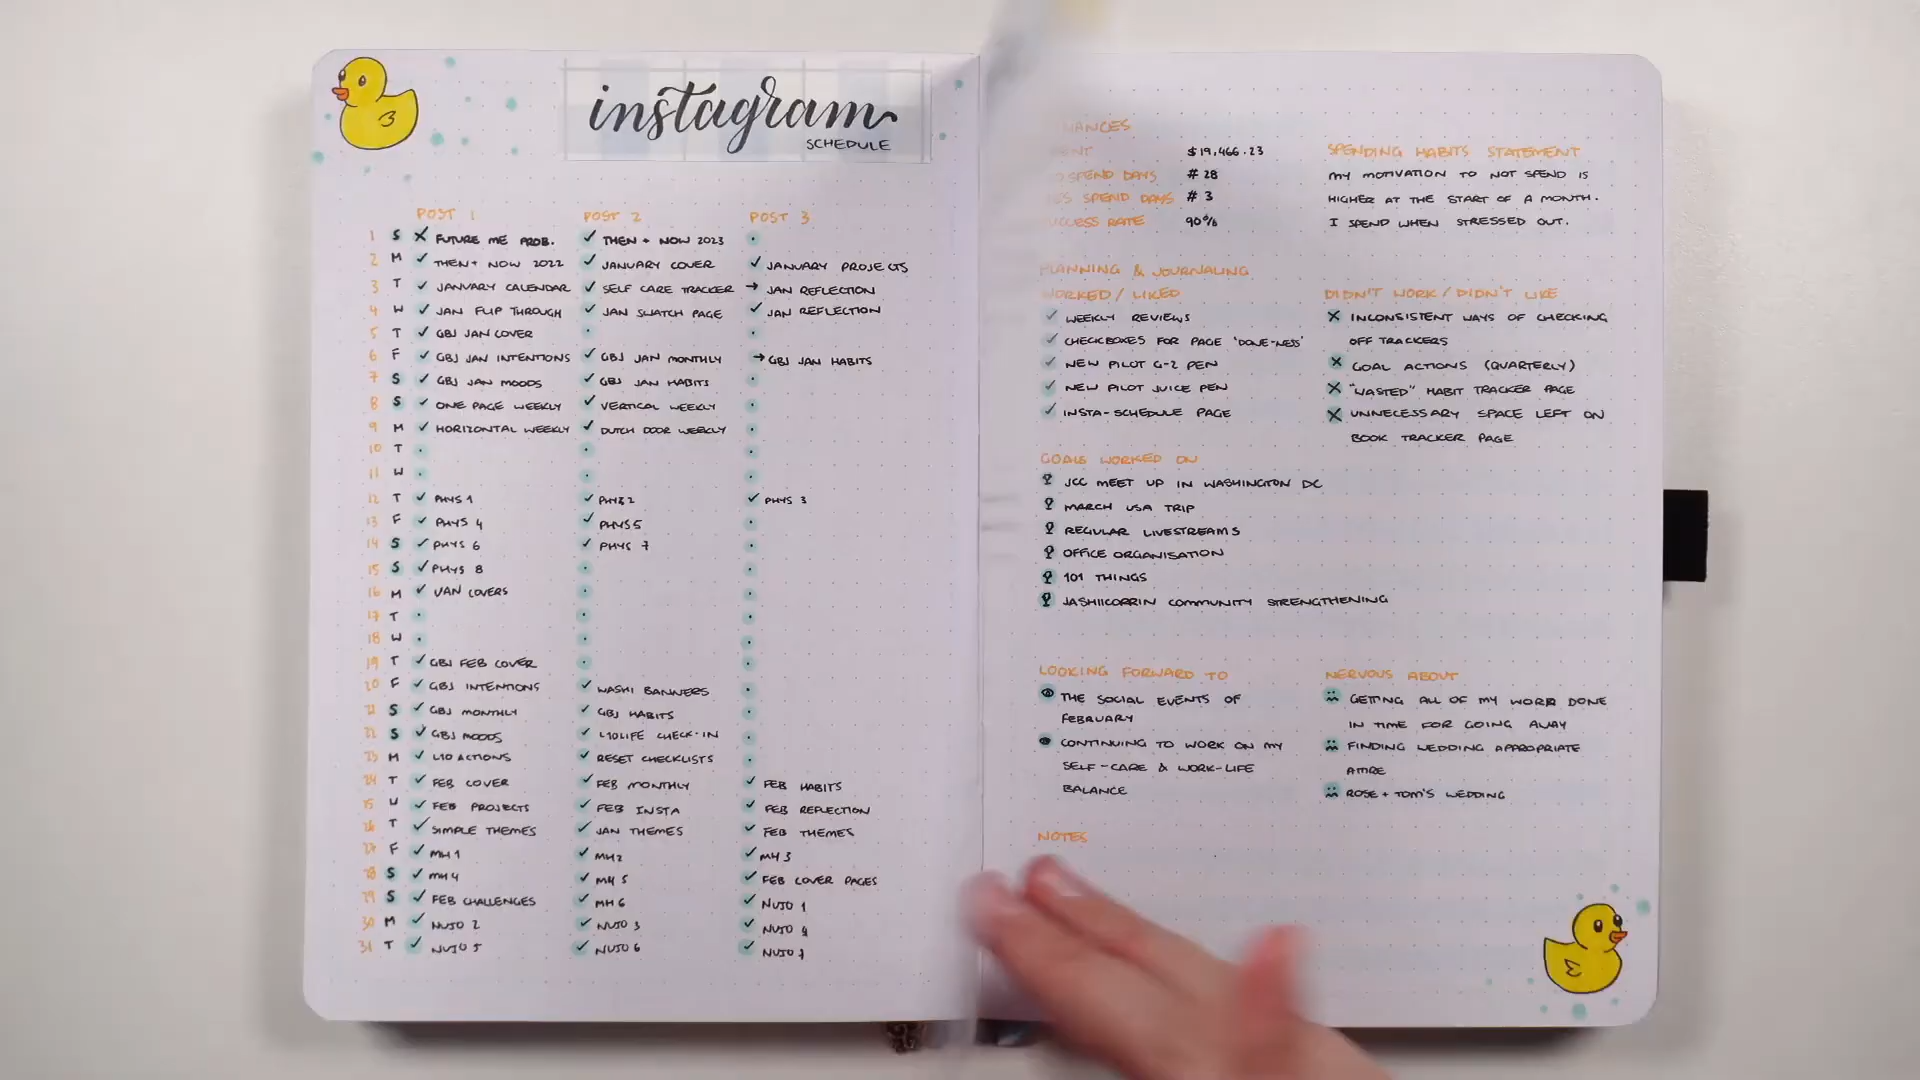 instagram
SCHEDULE
POST 1 POST 2 POST 3
1 S FUTURE ME PROB. THEN + NOW 2023
2 M THEN + NOW 2022 JANUARY COVER JANUARY PROJECTS
3 T JANUARY CALENDAR SELF CARE TRACKER → JAN REFLECTION
4 W JAN FLIP THROUGH JAN SWATCH PAGE JAN REFLECTION
5 T GBJ JAN COVER
6 F GBJ JAN INTENTIONS GBJ JAN MONTHLY → GBJ JAN HABITS
7 S GBJ JAN MOODS GBJ JAN HABITS
8 S ONE PAGE WEEKLY VERTICAL WEEKLY
9 M HORIZONTAL WEEKLY DUTCH DOOR WEEKLY
10 T
11 W
12 T PHYS 1 PHYS 2 PHYS 3
13 F PHYS 4 PHYS 5
14 S PHYS 6 PHYS 7
15 S PHYS 8
16 M VAN COVERS
17 T
18 W
19 T GBJ FEB COVER
20 F GBJ INTENTIONS WASHI BANNERS
21 S GBJ MONTHLY GBJ HABITS
22 S GBJ MOODS L10LIFE CHECK-IN
23 M L10 ACTIONS RESET CHECKLISTS
24 T FEB COVER FEB MONTHLY FEB HABITS
25 W FEB PROJECTS FEB INSTA FEB REFLECTION
26 T SIMPLE THEMES JAN THEMES FEB THEMES
27 F MH 1 MH 2 MH 3
28 S MH 4 MH 5 FEB COVER PAGES
29 S FEB CHALLENGES MH 6 NUJO 1
30 M NUJO 2 NUJO 3 NUJO 4
31 T NUJO 5 NUJO 6 NUJO 7
$19,466.23
SPEND DAYS # 28
SPEND DAYS # 3
RATE 90%
SPENDING HABITS STATEMENT
MY MOTIVATION TO NOT SPEND IS
HIGHER AT THE START OF A MONTH.
I SPEND WHEN STRESSED OUT.
PLANNING & JOURNALING
WORKED / LIKED
WEEKLY REVIEWS
CHECKBOXES FOR PAGE 'DONE-NESS'
NEW PILOT G-2 PEN
NEW PILOT JUICE PEN
INSTA-SCHEDULE PAGE
DIDN'T WORK / DIDN'T LIKE
INCONSISTENT WAYS OF CHECKING
OFF TRACKERS
GOAL ACTIONS (QUARTERLY)
"WASTED" HABIT TRACKER PAGE
UNNECESSARY SPACE LEFT ON
BOOK TRACKER PAGE
GOALS WORKED ON
JCC MEET UP IN WASHINGTON DC
MARCH USA TRIP
REGULAR LIVESTREAMS
OFFICE ORGANISATION
101 THINGS
JASHIICORRIN COMMUNITY STRENGTHENING
LOOKING FORWARD TO
THE SOCIAL EVENTS OF
FEBRUARY
CONTINUING TO WORK ON MY
SELF-CARE & WORK-LIFE
BALANCE
NERVOUS ABOUT
GETTING ALL OF MY WORK DONE
IN TIME FOR GOING AWAY
FINDING WEDDING APPROPRIATE
ATTIRE
ROSE + TOM'S WEDDING
NOTES